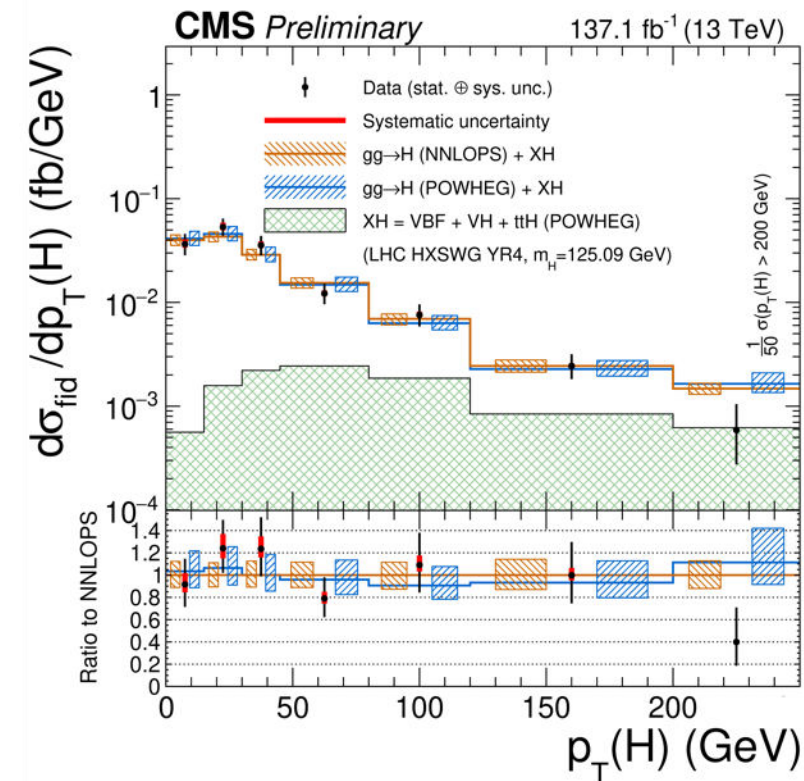 CMS Preliminary 137.1 fb⁻¹ (13 TeV)
dσ_fid/dp_T(H) (fb/GeV)
1
10⁻¹
10⁻²
10⁻³
10⁻⁴
Data (stat. ⊕ sys. unc.)
Systematic uncertainty
gg→H (NNLOPS) + XH
gg→H (POWHEG) + XH
XH = VBF + VH + ttH (POWHEG)
(LHC HXSWG YR4, m_H=125.09 GeV)
1/50 σ(p_T(H) > 200 GeV)
Ratio to NNLOPS
1.4
1.2
1
0.8
0.6
0.4
0.2
0
0 50 100 150 200
p_T(H) (GeV)